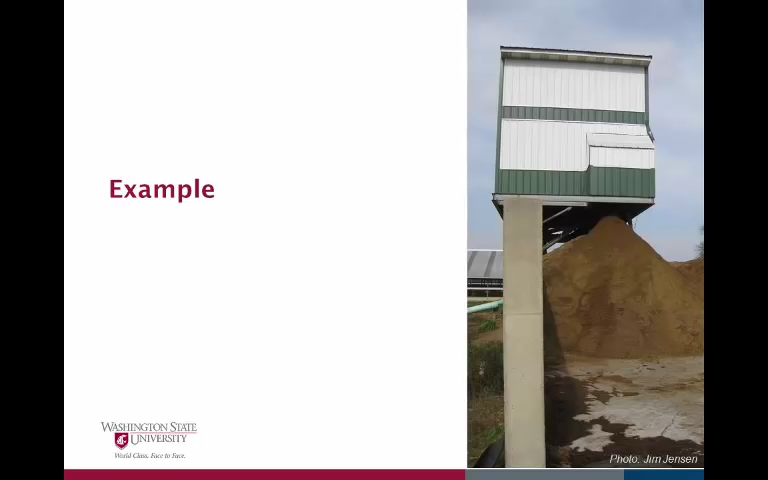 Example
WASHINGTON STATE
UNIVERSITY
World Class. Face to Face.
Photo: Jim Jensen